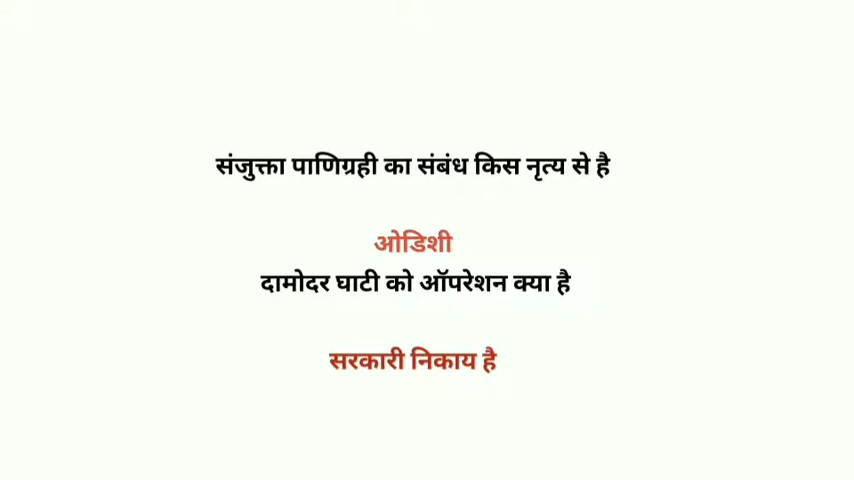 संजुक्ता पाणिग्रही का संबंध किस नृत्य से है
ओडिशी
दामोदर घाटी को ऑपरेशन क्या है
सरकारी निकाय है